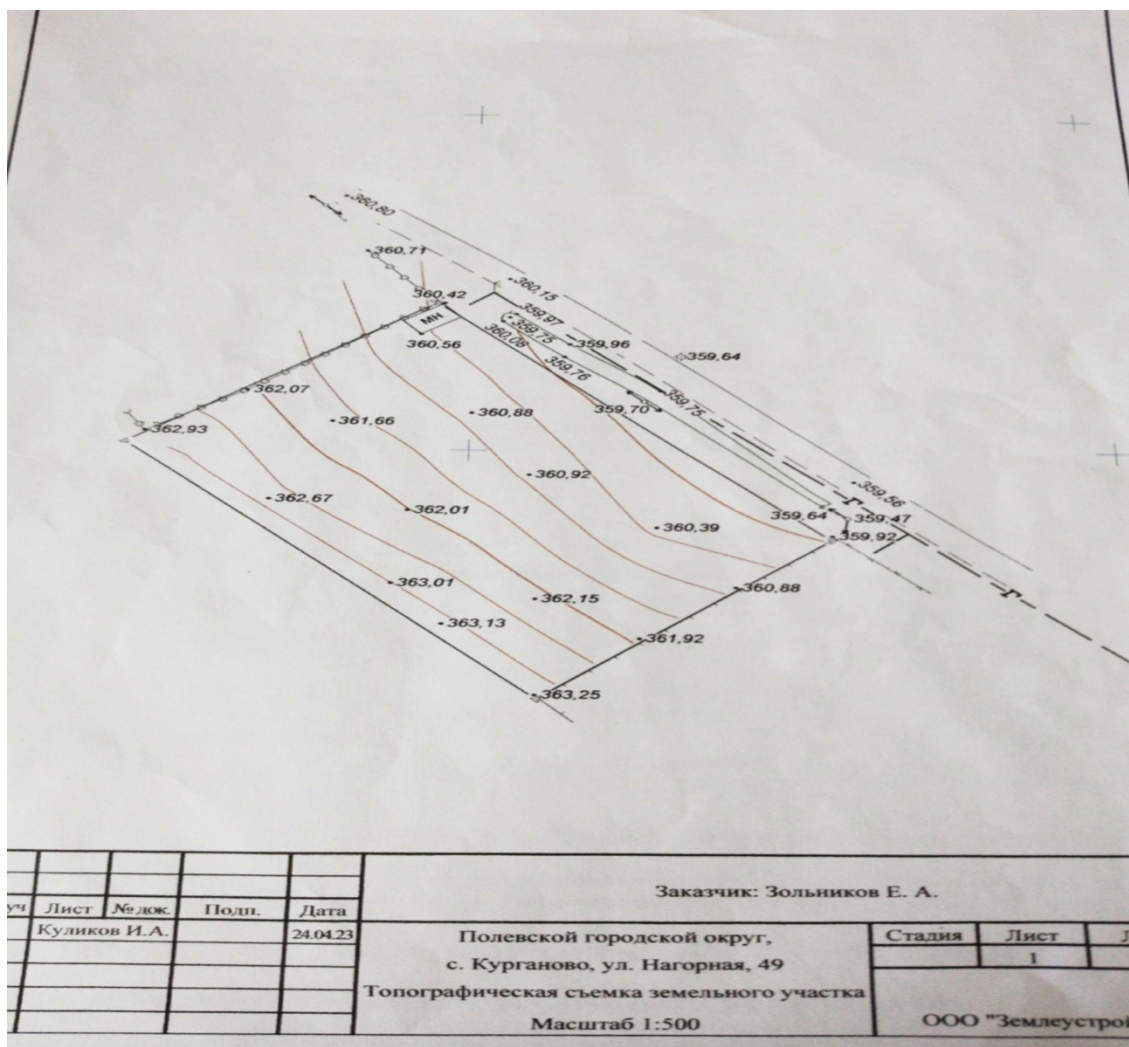 360,80
360,71
360,15
360,42
359,97
МН
359,75
359,96
359,64
360,56
360,08
359,76
359,75
362,07
359,70
360,88
361,66
362,93
360,92
359,56
362,67
362,01
Г
359,64
359,47
360,39
359,92
363,01
360,88
362,15
Г
363,13
361,92
363,25
Заказчик: Зольников Е. А.
уч Лист № док. Подп. Дата
Куликов И.А. 24.04.23
Полевской городской округ,
с. Курганово, ул. Нагорная, 49
Топографическая съемка земельного участка
Масштаб 1:500
Стадия Лист
1
ООО "Землеустрой